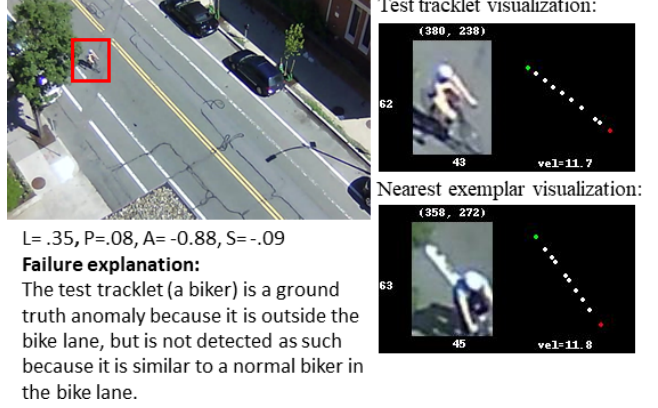 Test tracklet visualization:
(380, 238)
62
43
vel=11.7
Nearest exemplar visualization:
(358, 272)
63
45
vel=11.8
L= .35, P=.08, A= -0.88, S=-.09
Failure explanation:
The test tracklet (a biker) is a ground
truth anomaly because it is outside the
bike lane, but is not detected as such
because it is similar to a normal biker in
the bike lane.